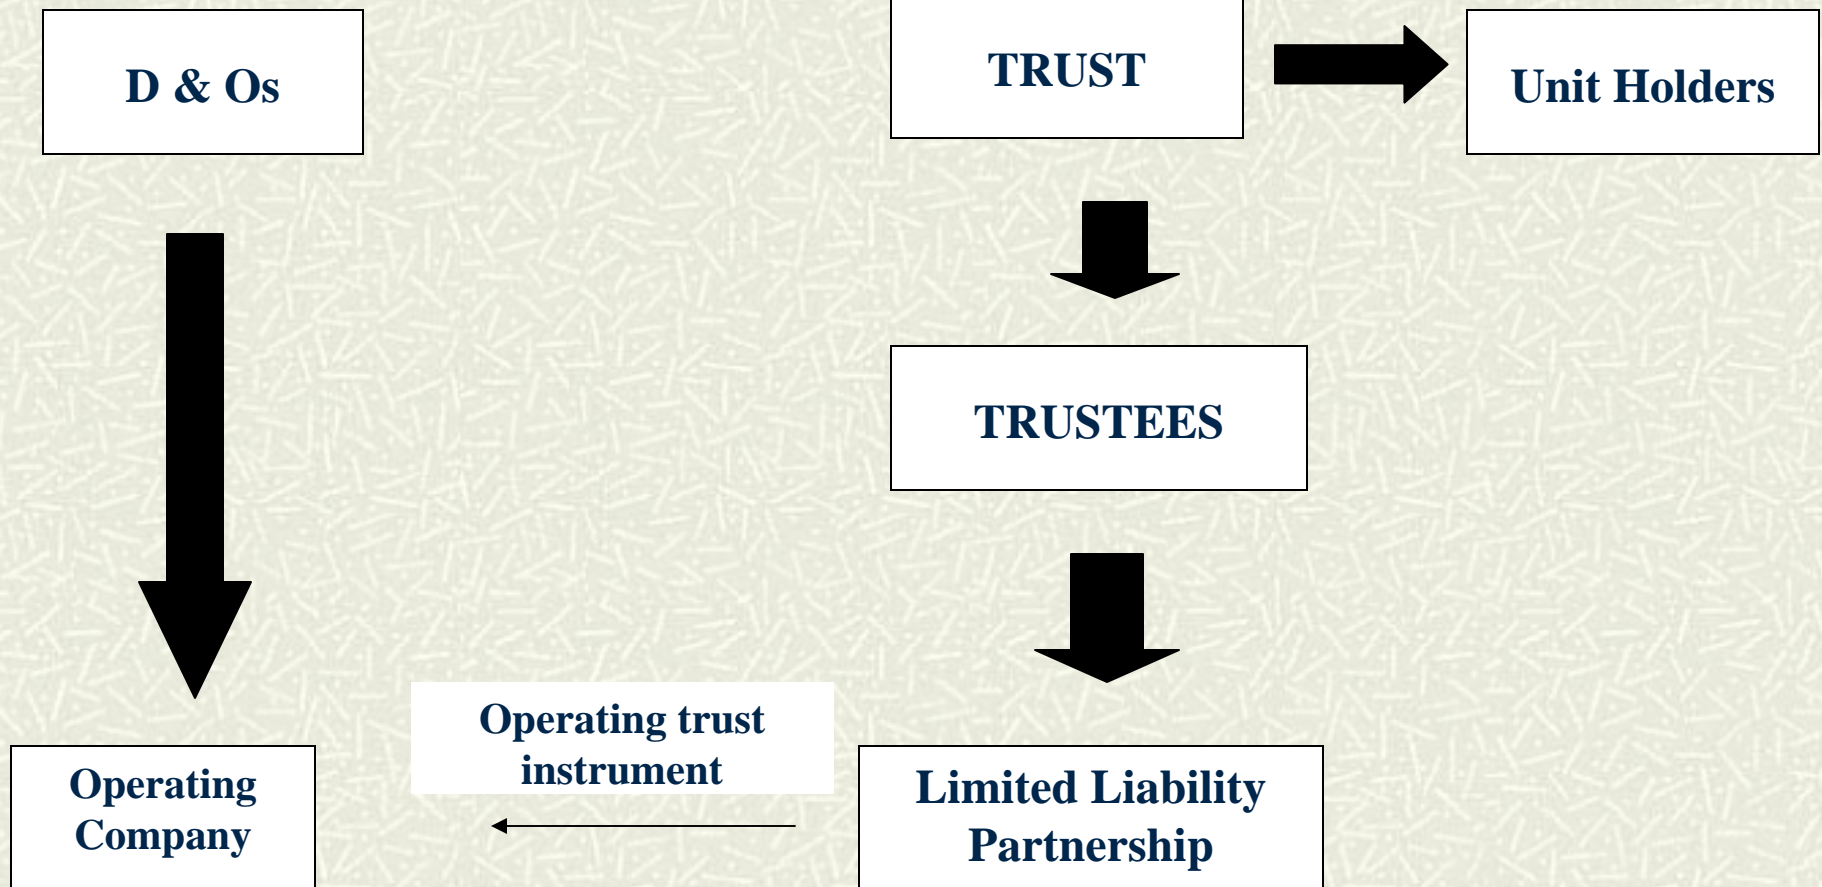 D & Os
TRUST
Unit Holders
TRUSTEES
Operating trust
instrument
Operating
Company
Limited Liability
Partnership